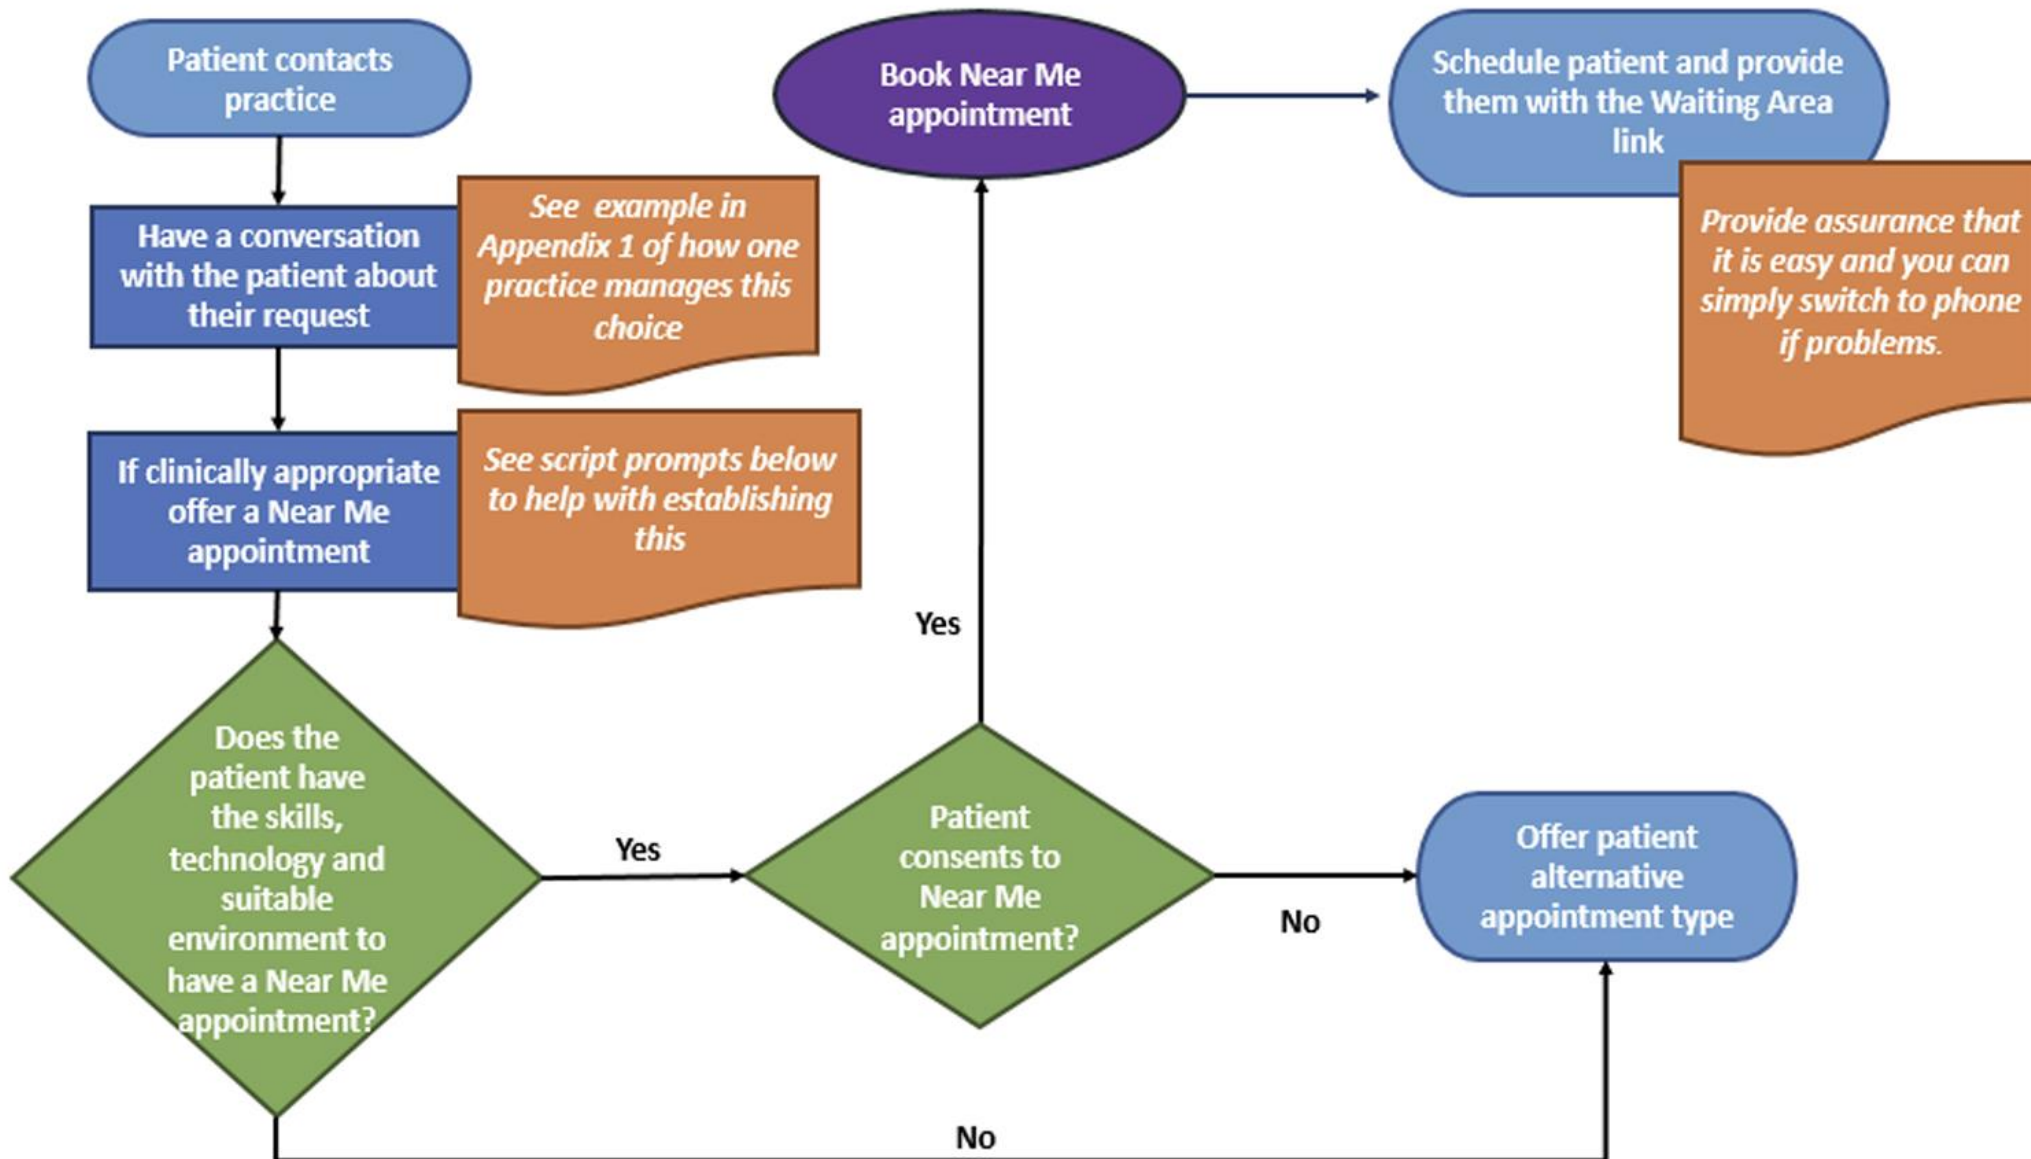 Patient contacts
practice
Have a conversation
with the patient about
their request
See example in
Appendix 1 of how one
practice manages this
choice
If clinically appropriate
offer a Near Me
appointment
See script prompts below
to help with establishing
this
Does the
patient have
the skills,
technology and
suitable
environment to
have a Near Me
appointment?
Yes
Patient
consents to
Near Me
appointment?
Yes
Book Near Me
appointment
Schedule patient and provide
them with the Waiting Area
link
Provide assurance that
it is easy and you can
simply switch to phone
if problems.
No
Offer patient
alternative
appointment type
No